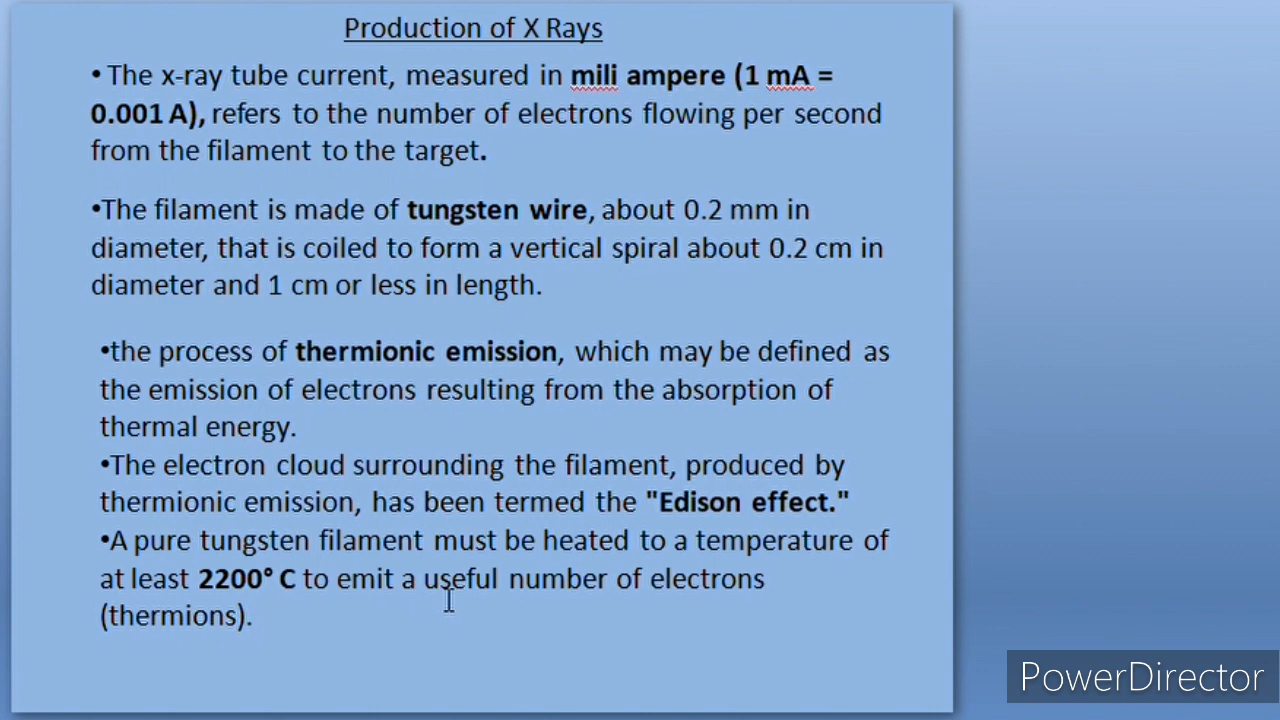 Production of X Rays
• The x-ray tube current, measured in mili ampere (1 mA =
0.001 A), refers to the number of electrons flowing per second
from the filament to the target.
•The filament is made of tungsten wire, about 0.2 mm in
diameter, that is coiled to form a vertical spiral about 0.2 cm in
diameter and 1 cm or less in length.
•the process of thermionic emission, which may be defined as
the emission of electrons resulting from the absorption of
thermal energy.
•The electron cloud surrounding the filament, produced by
thermionic emission, has been termed the "Edison effect."
•A pure tungsten filament must be heated to a temperature of
at least 2200° C to emit a useful number of electrons
(thermions).
PowerDirector